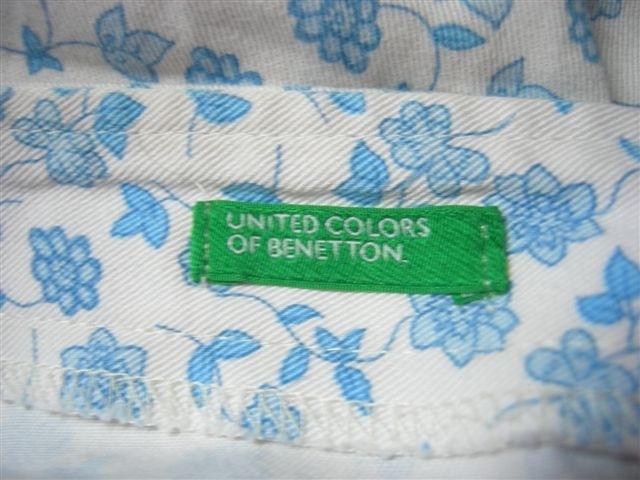 UNITED COLORS
OF BENETTON.